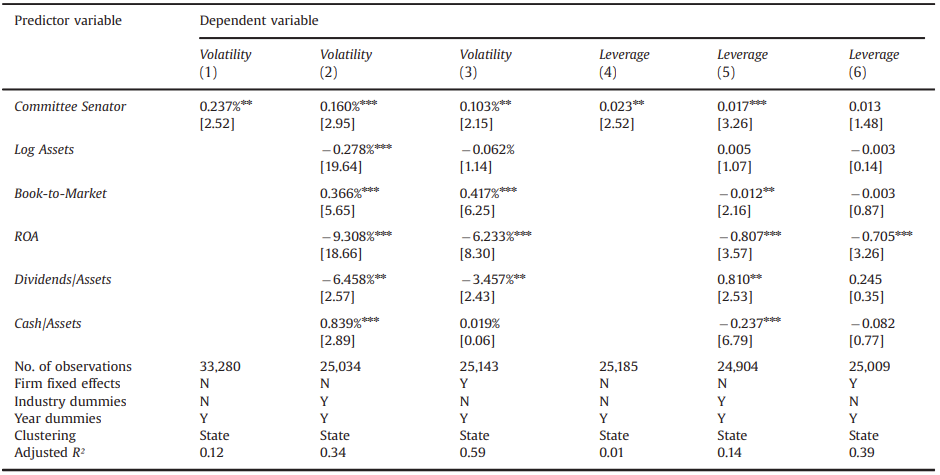 Predictor variable Dependent variable
Volatility Volatility Volatility Leverage Leverage Leverage
(1) (2) (3) (4) (5) (6)
Committee Senator 0.237%** 0.160%*** 0.103%** 0.023** 0.017*** 0.013
[2.52] [2.95] [2.15] [2.52] [3.26] [1.48]
Log Assets −0.278%*** −0.062% 0.005 −0.003
[19.64] [1.14] [1.07] [0.14]
Book-to-Market 0.366%*** 0.417%*** −0.012** −0.003
[5.65] [6.25] [2.16] [0.87]
ROA −9.308%*** −6.233%*** −0.807*** −0.705***
[18.66] [8.30] [3.57] [3.26]
Dividends/Assets −6.458%** −3.457%** 0.810** 0.245
[2.57] [2.43] [2.53] [0.35]
Cash/Assets 0.839%*** 0.019% −0.237*** −0.082
[2.89] [0.06] [6.79] [0.77]
No. of observations 33,280 25,034 25,143 25,185 24,904 25,009
Firm fixed effects N N Y N N Y
Industry dummies N Y N N Y N
Year dummies Y Y Y Y Y Y
Clustering State State State State State State
Adjusted R² 0.12 0.34 0.59 0.01 0.14 0.39